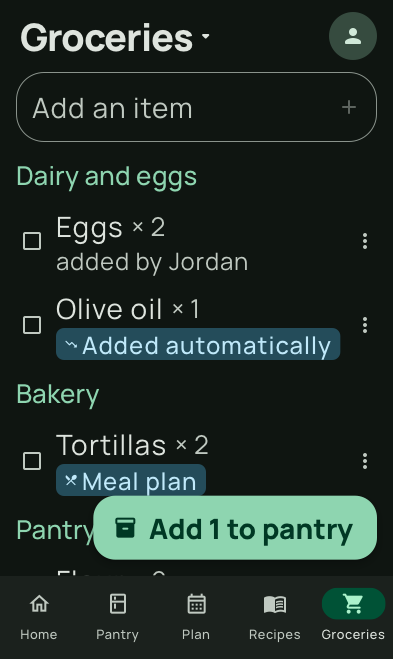 Groceries
Add an item
Dairy and eggs
Eggs × 2
added by Jordan
Olive oil × 1
Added automatically
Bakery
Tortillas × 2
Meal plan
Pantry
Add 1 to pantry
Home
Pantry
Plan
Recipes
Groceries